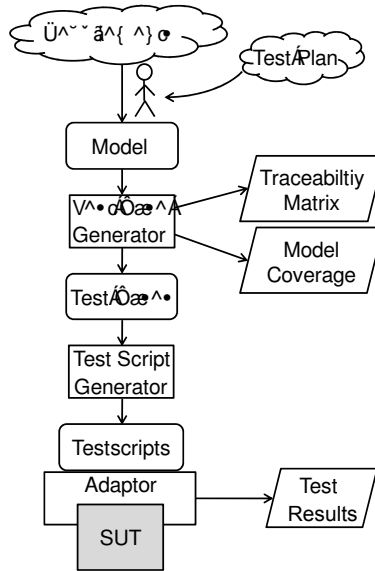 Plan
Model
Traceabiltiy
Matrix
Generator
Model
Coverage
Test
Test Script
Generator
Testscripts
Adaptor
Test
Results
SUT